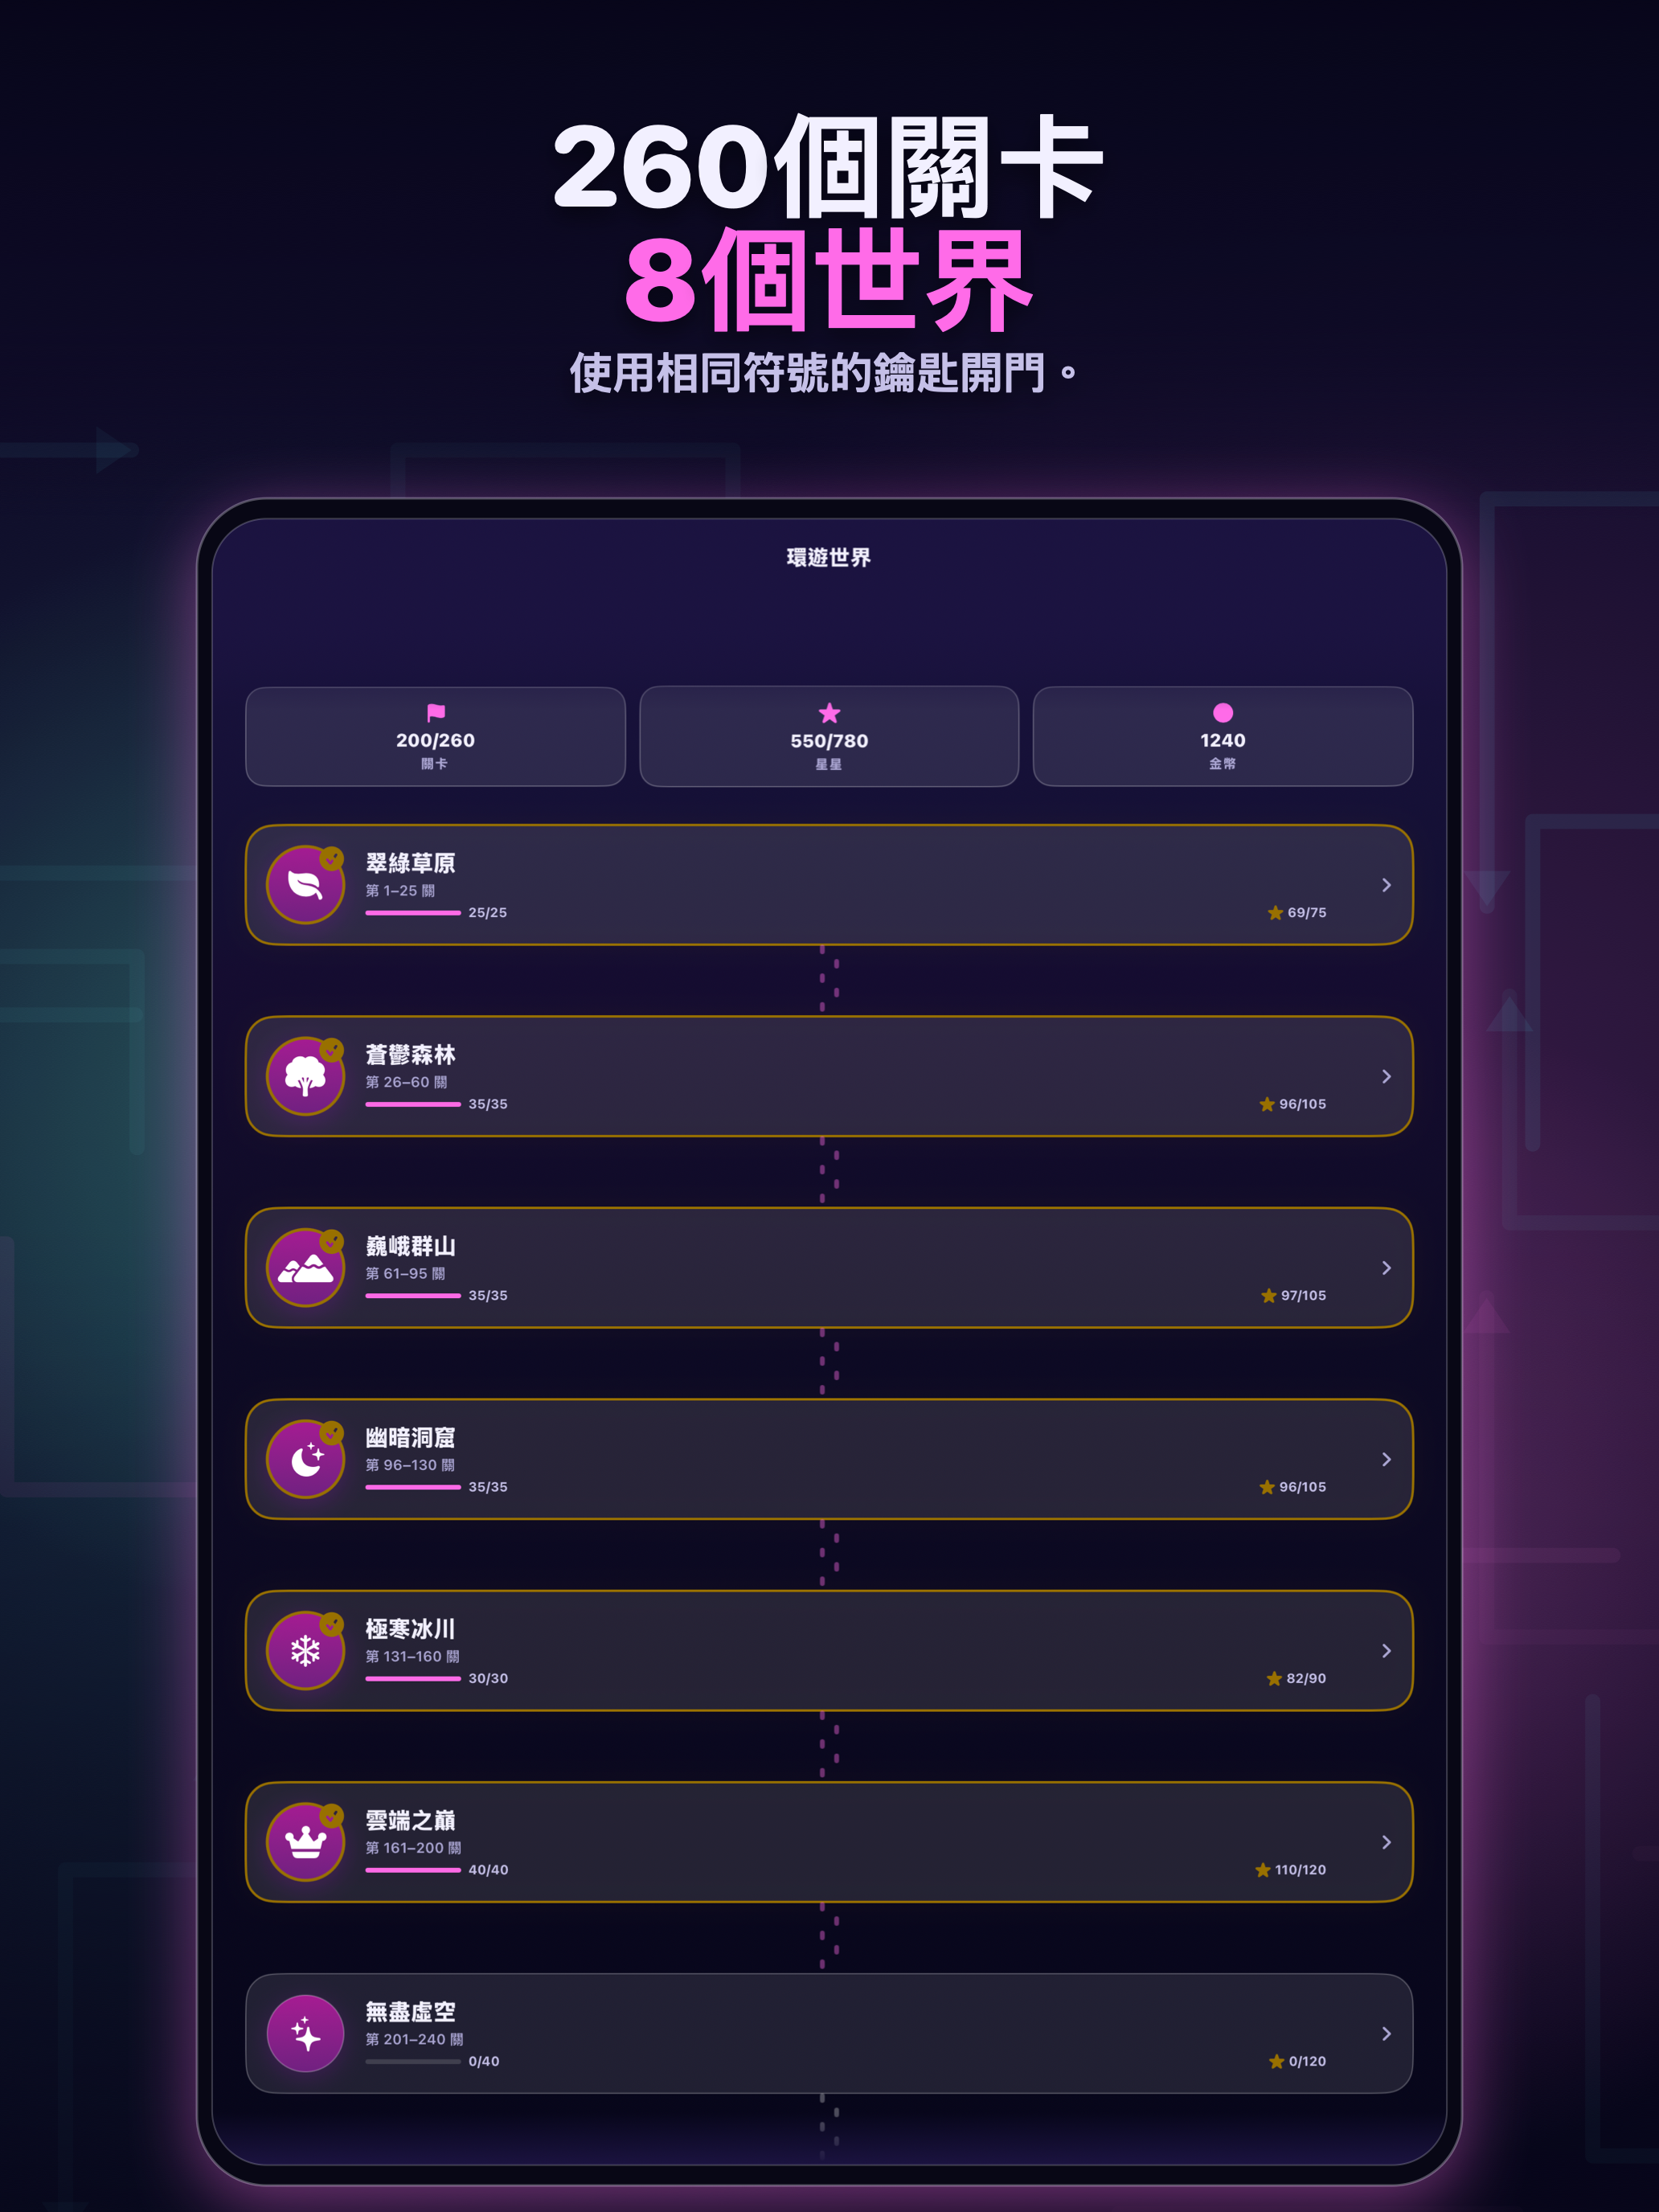 260個關卡
8個世界
使用相同符號的鑰匙開門。
環遊世界
200/260
關卡
550/780
星星
1240
金幣
翠綠草原
第 1–25 關
25/25
69/75
蒼鬱森林
第 26–60 關
35/35
96/105
巍峨群山
第 61–95 關
35/35
97/105
幽暗洞窟
第 96–130 關
35/35
96/105
極寒冰川
第 131–160 關
30/30
82/90
雲端之巔
第 161–200 關
40/40
110/120
無盡虛空
第 201–240 關
0/40
0/120